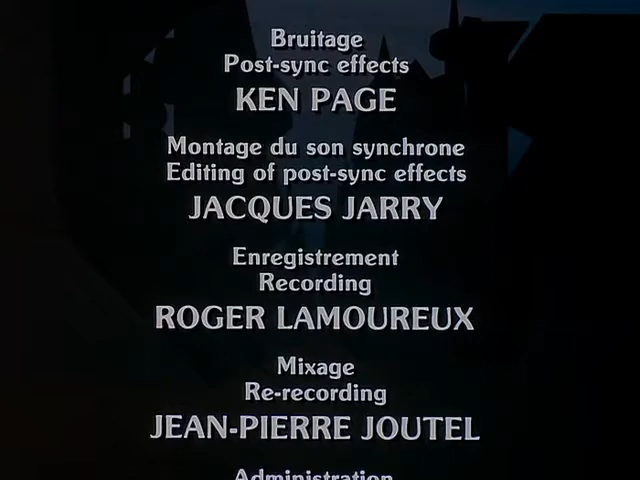 Bruitage
Post-sync effects
KEN PAGE
Montage du son synchrone
Editing of post-sync effects
JACQUES JARRY
Enregistrement
Recording
ROGER LAMOUREUX
Mixage
Re-recording
JEAN-PIERRE JOUTEL
Administration